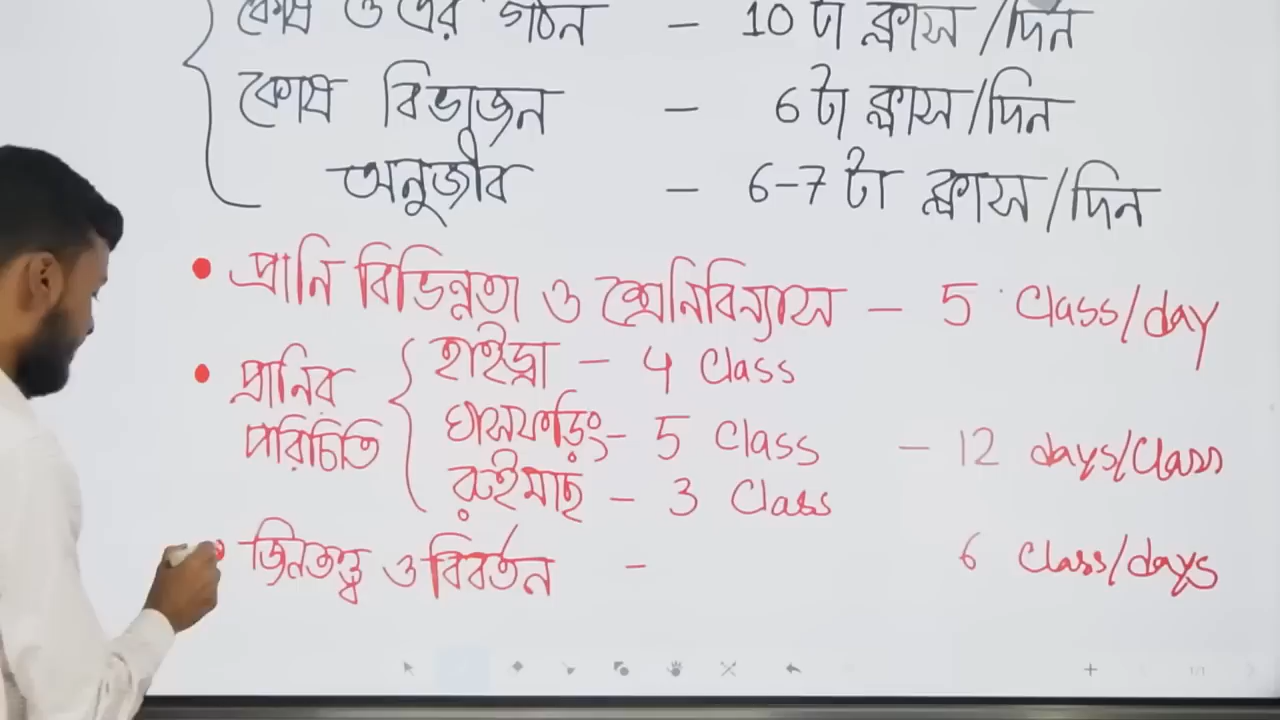 কোষ ও এর গঠন – 10 টা ক্লাস /দিন
কোষ বিভাজন – 6 টা ক্লাস /দিন
অনুজীব – 6-7 টা ক্লাস /দিন
• প্রানি বিভিন্নতা ও শ্রেনিবিন্যাস – 5 Class/day
• প্রানির পরিচিতি { হাইড্রা – 4 Class
ঘাসফড়িং – 5 Class – 12 days/Class
রুইমাছ – 3 Class
• জিনতত্ত্ব ও বিবর্তন – 6 Class/days